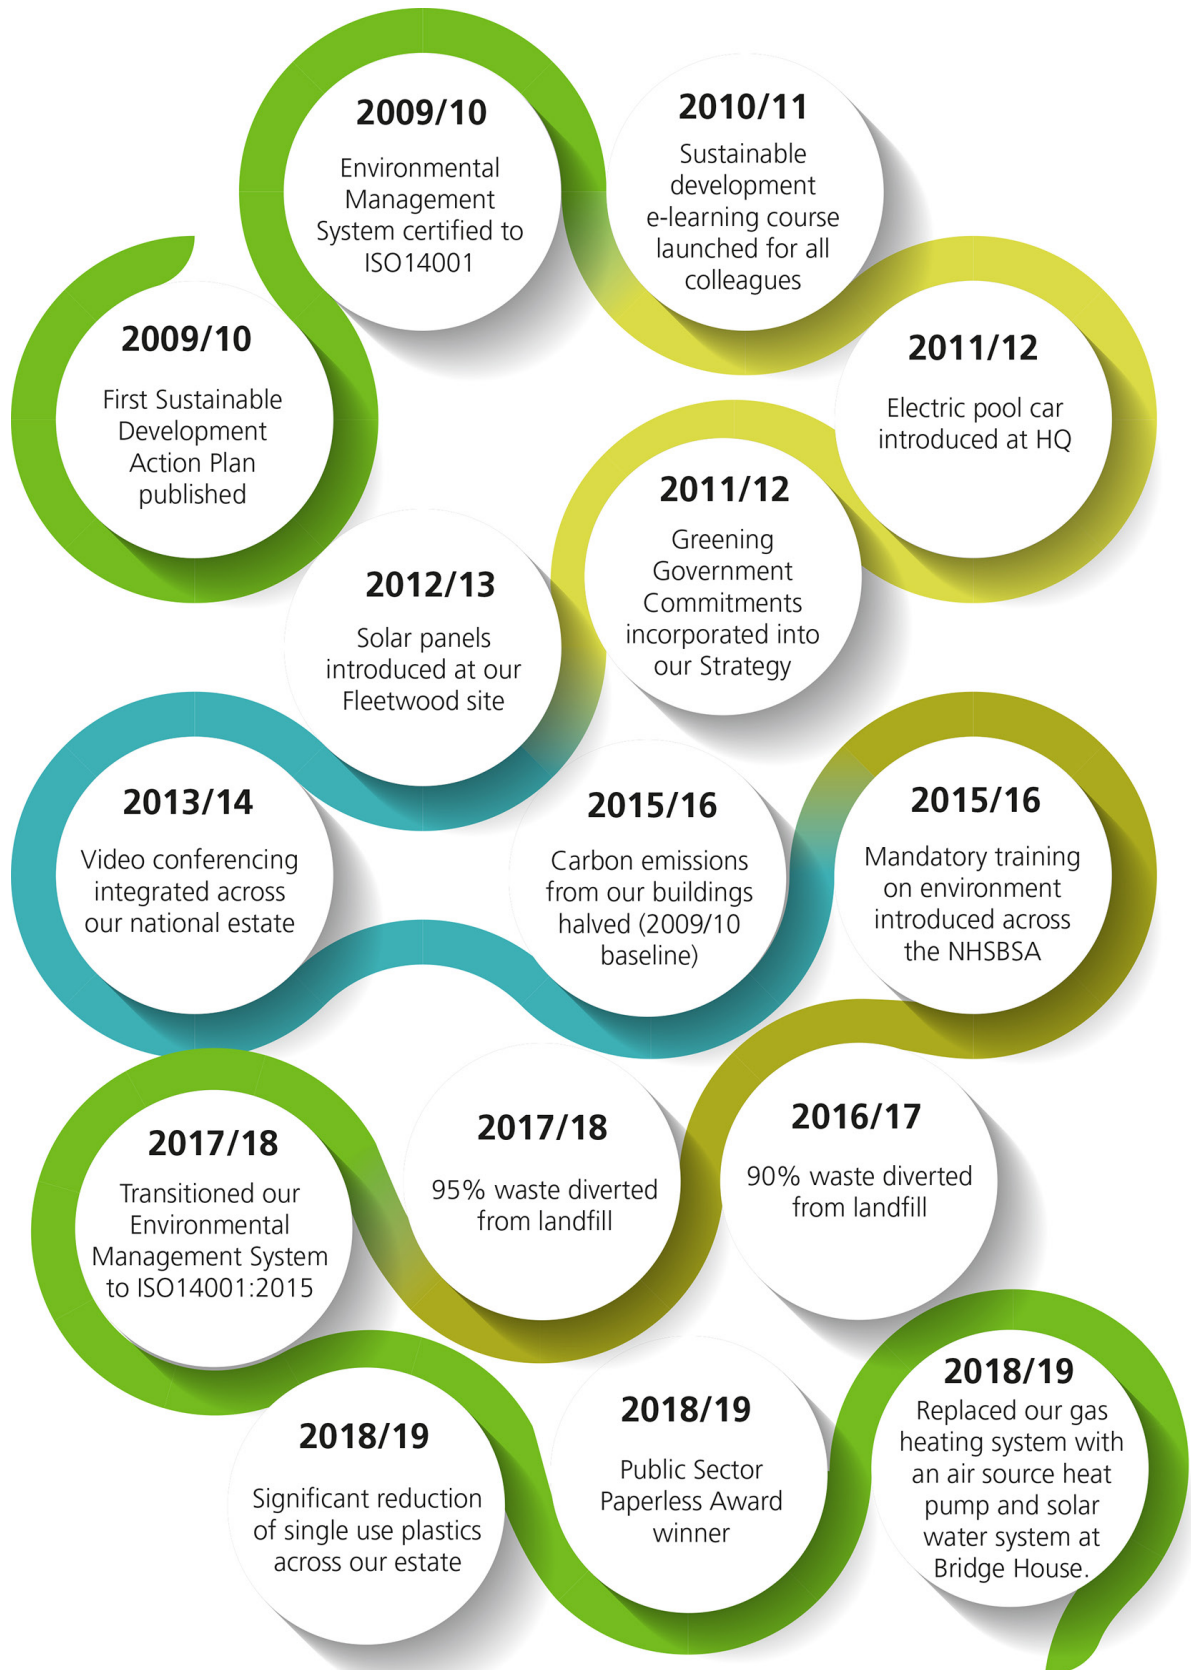 2009/10
First Sustainable
Development
Action Plan
published
2009/10
Environmental
Management
System certified to
ISO14001
2010/11
Sustainable
development
e-learning course
launched for all
colleagues
2011/12
Electric pool car
introduced at HQ
2011/12
Greening
Government
Commitments
incorporated into
our Strategy
2012/13
Solar panels
introduced at our
Fleetwood site
2013/14
Video conferencing
integrated across
our national estate
2015/16
Carbon emissions
from our buildings
halved (2009/10
baseline)
2015/16
Mandatory training
on environment
introduced across
the NHSBSA
2016/17
90% waste diverted
from landfill
2017/18
95% waste diverted
from landfill
2017/18
Transitioned our
Environmental
Management System
to ISO14001:2015
2018/19
Significant reduction
of single use plastics
across our estate
2018/19
Public Sector
Paperless Award
winner
2018/19
Replaced our gas
heating system with
an air source heat
pump and solar
water system at
Bridge House.